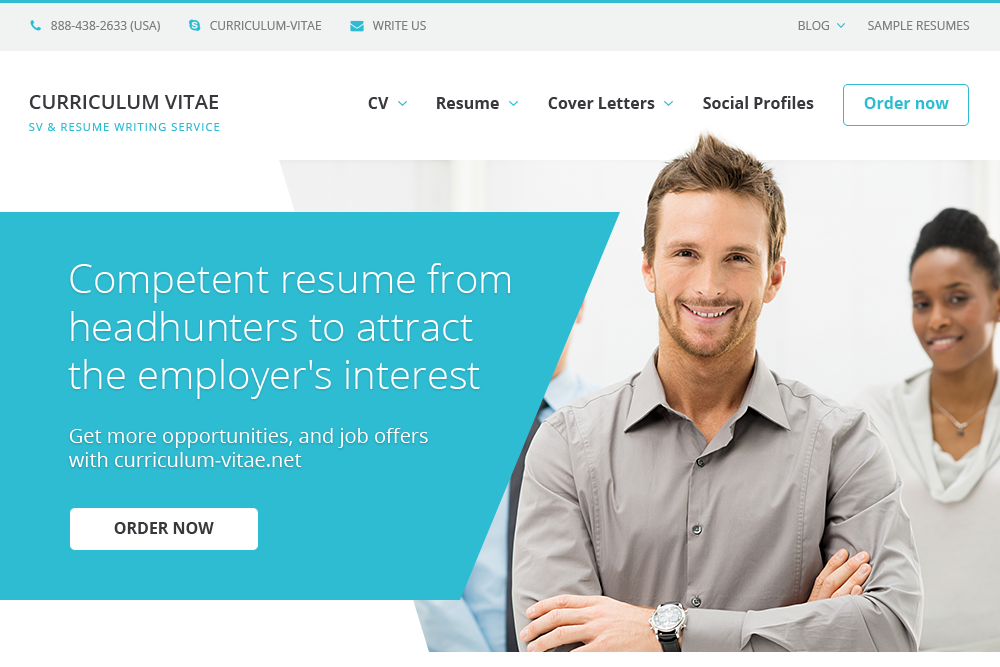 888-438-2633 (USA) CURRICULUM-VITAE WRITE US BLOG SAMPLE RESUMES
CURRICULUM VITAE
SV & RESUME WRITING SERVICE
CV Resume Cover Letters Social Profiles Order now
Competent resume from
headhunters to attract
the employer's interest
Get more opportunities, and job offers
with curriculum-vitae.net
ORDER NOW